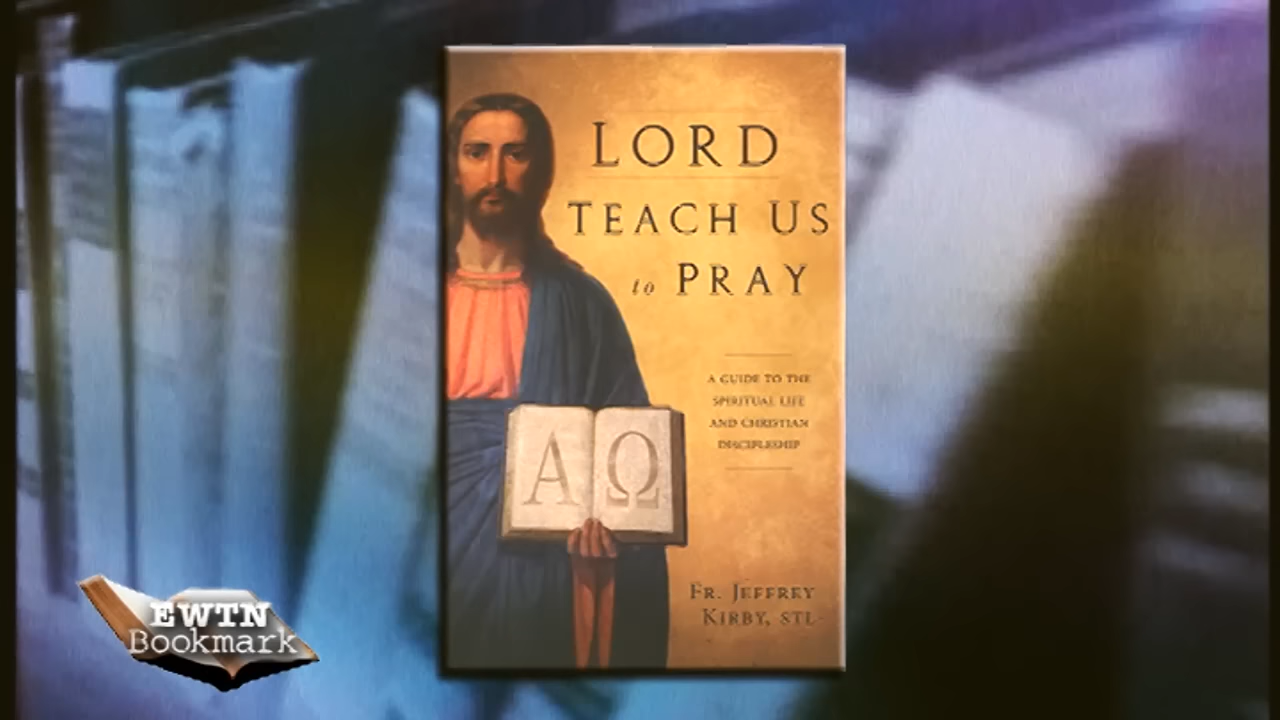 LORD
TEACH US
to PRAY
A GUIDE TO THE
SPIRITUAL LIFE
AND CHRISTIAN
DISCIPLESHIP
Α Ω
FR. JEFFREY
KIRBY, STL
EWTN
Bookmark